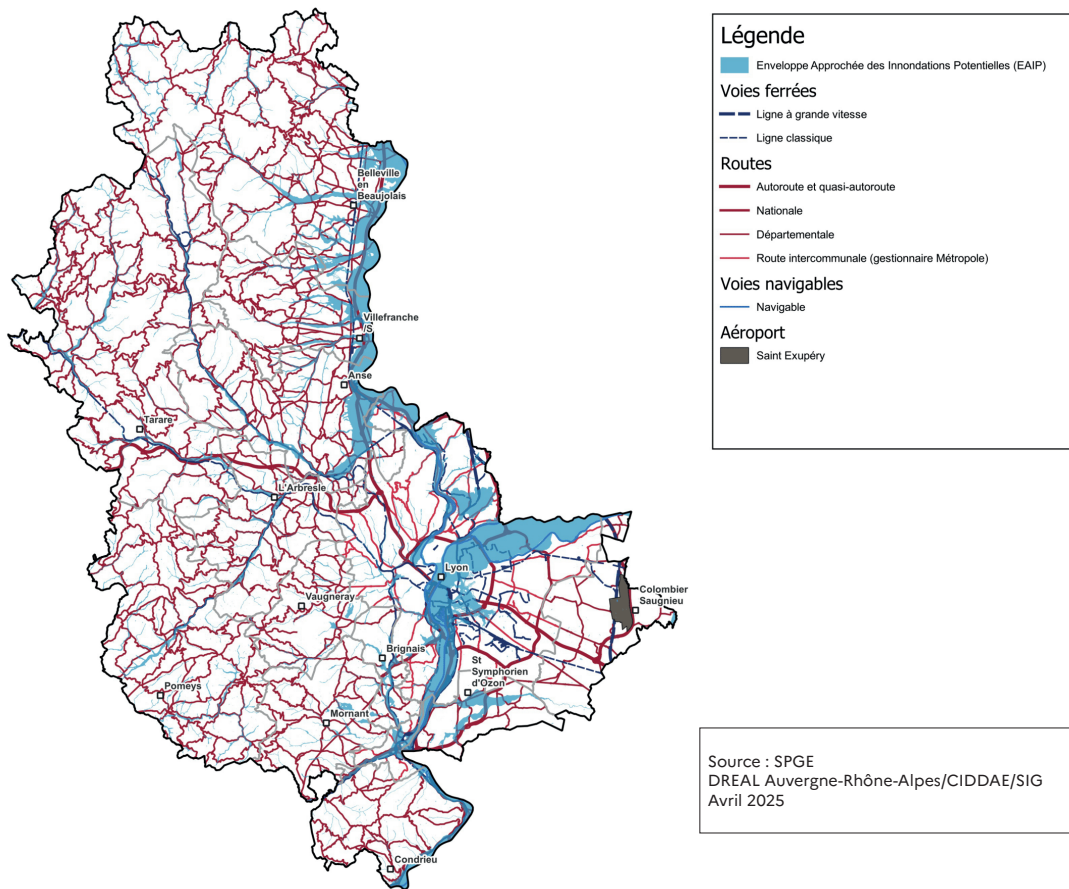 Légende
Enveloppe Approchée des Innondations Potentielles (EAIP)
Voies ferrées
Ligne à grande vitesse
Ligne classique
Routes
Autoroute et quasi-autoroute
Nationale
Départementale
Route intercommunale (gestionnaire Métropole)
Voies navigables
Navigable
Aéroport
Saint Exupéry
Belleville
en
Beaujolais
Villefranche
/S
Anse
Tarare
L'Arbresle
Lyon
Colombier
Saugnieu
Vaugneray
Brignais
St
Symphorien
d'Ozon
Pomeys
Mornant
Condrieu
Source : SPGE
DREAL Auvergne-Rhône-Alpes/CIDDAE/SIG
Avril 2025